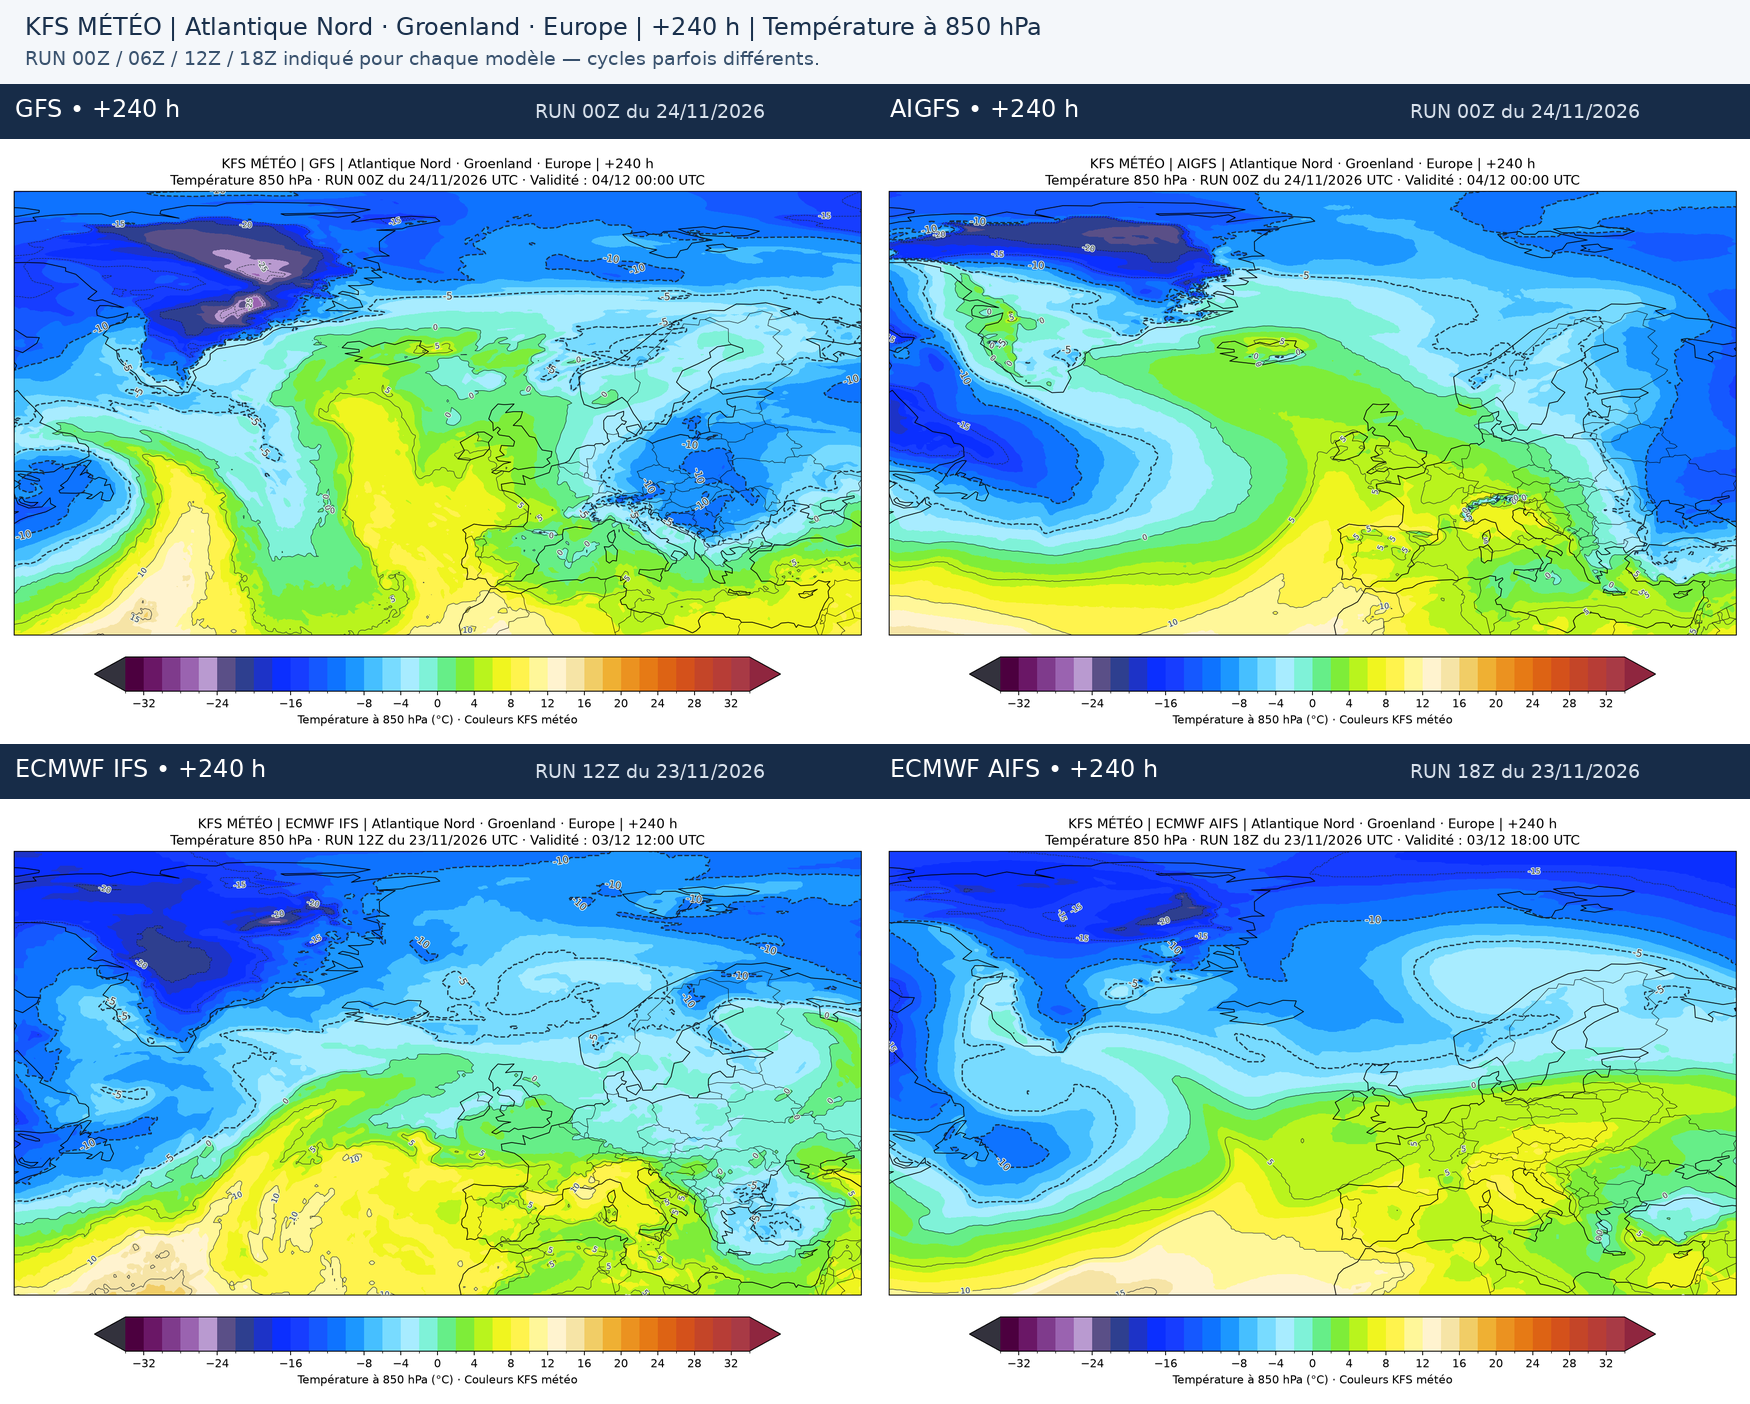 KFS MÉTÉO | Atlantique Nord · Groenland · Europe | +240 h | Température à 850 hPa
RUN 00Z / 06Z / 12Z / 18Z indiqué pour chaque modèle — cycles parfois différents.
GFS • +240 h
RUN 00Z du 24/11/2026
AIGFS • +240 h
RUN 00Z du 24/11/2026
KFS MÉTÉO | GFS | Atlantique Nord · Groenland · Europe | +240 h
Température 850 hPa · RUN 00Z du 24/11/2026 UTC · Validité : 04/12 00:00 UTC
KFS MÉTÉO | AIGFS | Atlantique Nord · Groenland · Europe | +240 h
Température 850 hPa · RUN 00Z du 24/11/2026 UTC · Validité : 04/12 00:00 UTC
−32 −24 −16 −8 −4 0 4 8 12 16 20 24 28 32
Température à 850 hPa (°C) · Couleurs KFS météo
−32 −24 −16 −8 −4 0 4 8 12 16 20 24 28 32
Température à 850 hPa (°C) · Couleurs KFS météo
ECMWF IFS • +240 h
RUN 12Z du 23/11/2026
ECMWF AIFS • +240 h
RUN 18Z du 23/11/2026
KFS MÉTÉO | ECMWF IFS | Atlantique Nord · Groenland · Europe | +240 h
Température 850 hPa · RUN 12Z du 23/11/2026 UTC · Validité : 03/12 12:00 UTC
KFS MÉTÉO | ECMWF AIFS | Atlantique Nord · Groenland · Europe | +240 h
Température 850 hPa · RUN 18Z du 23/11/2026 UTC · Validité : 03/12 18:00 UTC
−32 −24 −16 −8 −4 0 4 8 12 16 20 24 28 32
Température à 850 hPa (°C) · Couleurs KFS météo
−32 −24 −16 −8 −4 0 4 8 12 16 20 24 28 32
Température à 850 hPa (°C) · Couleurs KFS météo